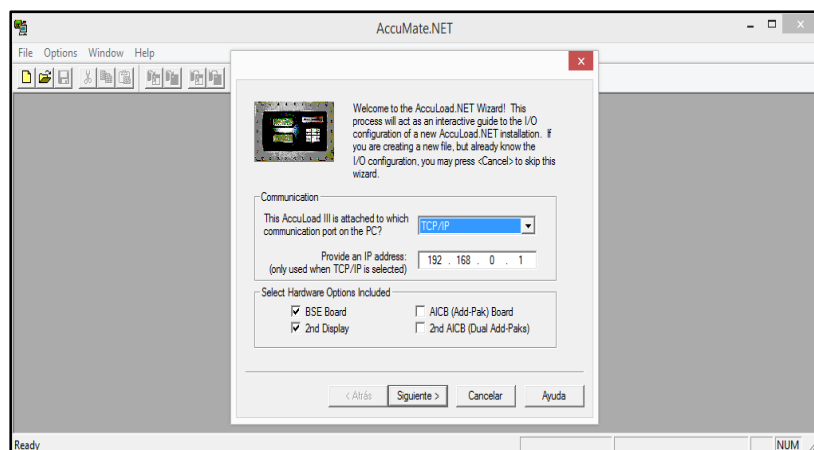 AccuMate.NET
File Options Window Help
Welcome to the AccuLoad.NET Wizard! This
process will act as an interactive guide to the I/O
configuration of a new AccuLoad.NET installation. If
you are creating a new file, but already know the
I/O configuration, you may press <Cancel> to skip this
wizard.
Communication
This AccuLoad III is attached to which
communication port on the PC?
TCP/IP
Provide an IP address:
(only used when TCP/IP is selected)
192 . 168 . 0 . 1
Select Hardware Options Included
BSE Board
AICB (Add-Pak) Board
2nd Display
2nd AICB (Dual Add-Paks)
< Atrás
Siguiente >
Cancelar
Ayuda
Ready
NUM